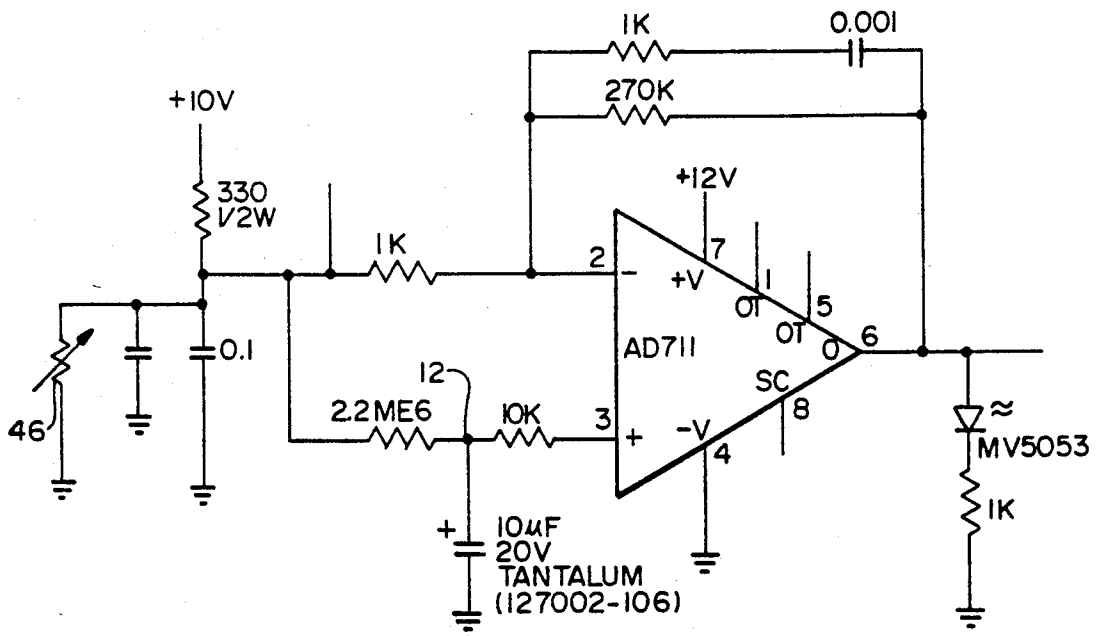 1K
0.001
270K
+10V
330
1/2W
+12V
1K
2
-
7
+V
1
OT
5
OT
6
O
0.1
AD711
SC
8
12
2.2ME6
10K
3
+
-V
4
46
≈
MV5053
1K
+
10µF
20V
TANTALUM
(127002-106)